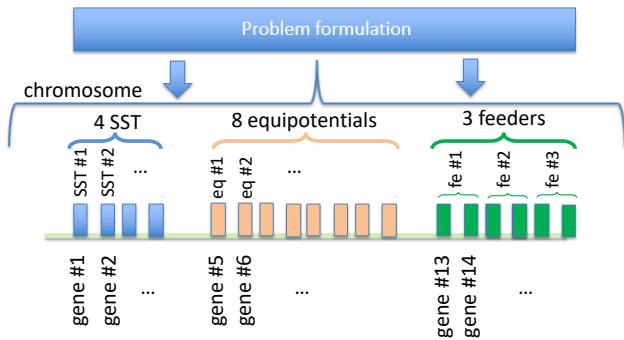 Problem formulation
chromosome
4 SST
8 equipotentials
3 feeders
SST #1
SST #2
...
eq #1
eq #2
...
fe #1
fe #2
fe #3
gene #1
gene #2
...
gene #5
gene #6
...
gene #13
gene #14
...